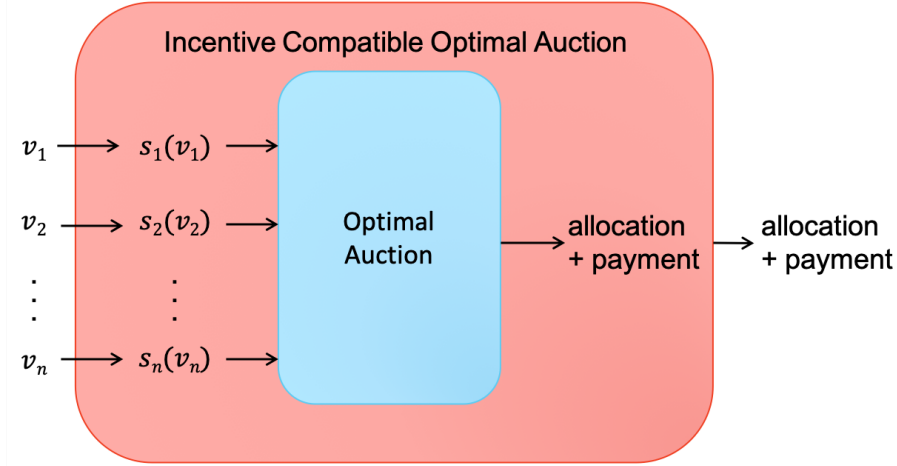 Incentive Compatible Optimal Auction
v₁ s₁(v₁)
v₂ s₂(v₂)
Optimal
Auction
allocation
+ payment
allocation
+ payment
⋮ ⋮
vₙ sₙ(vₙ)